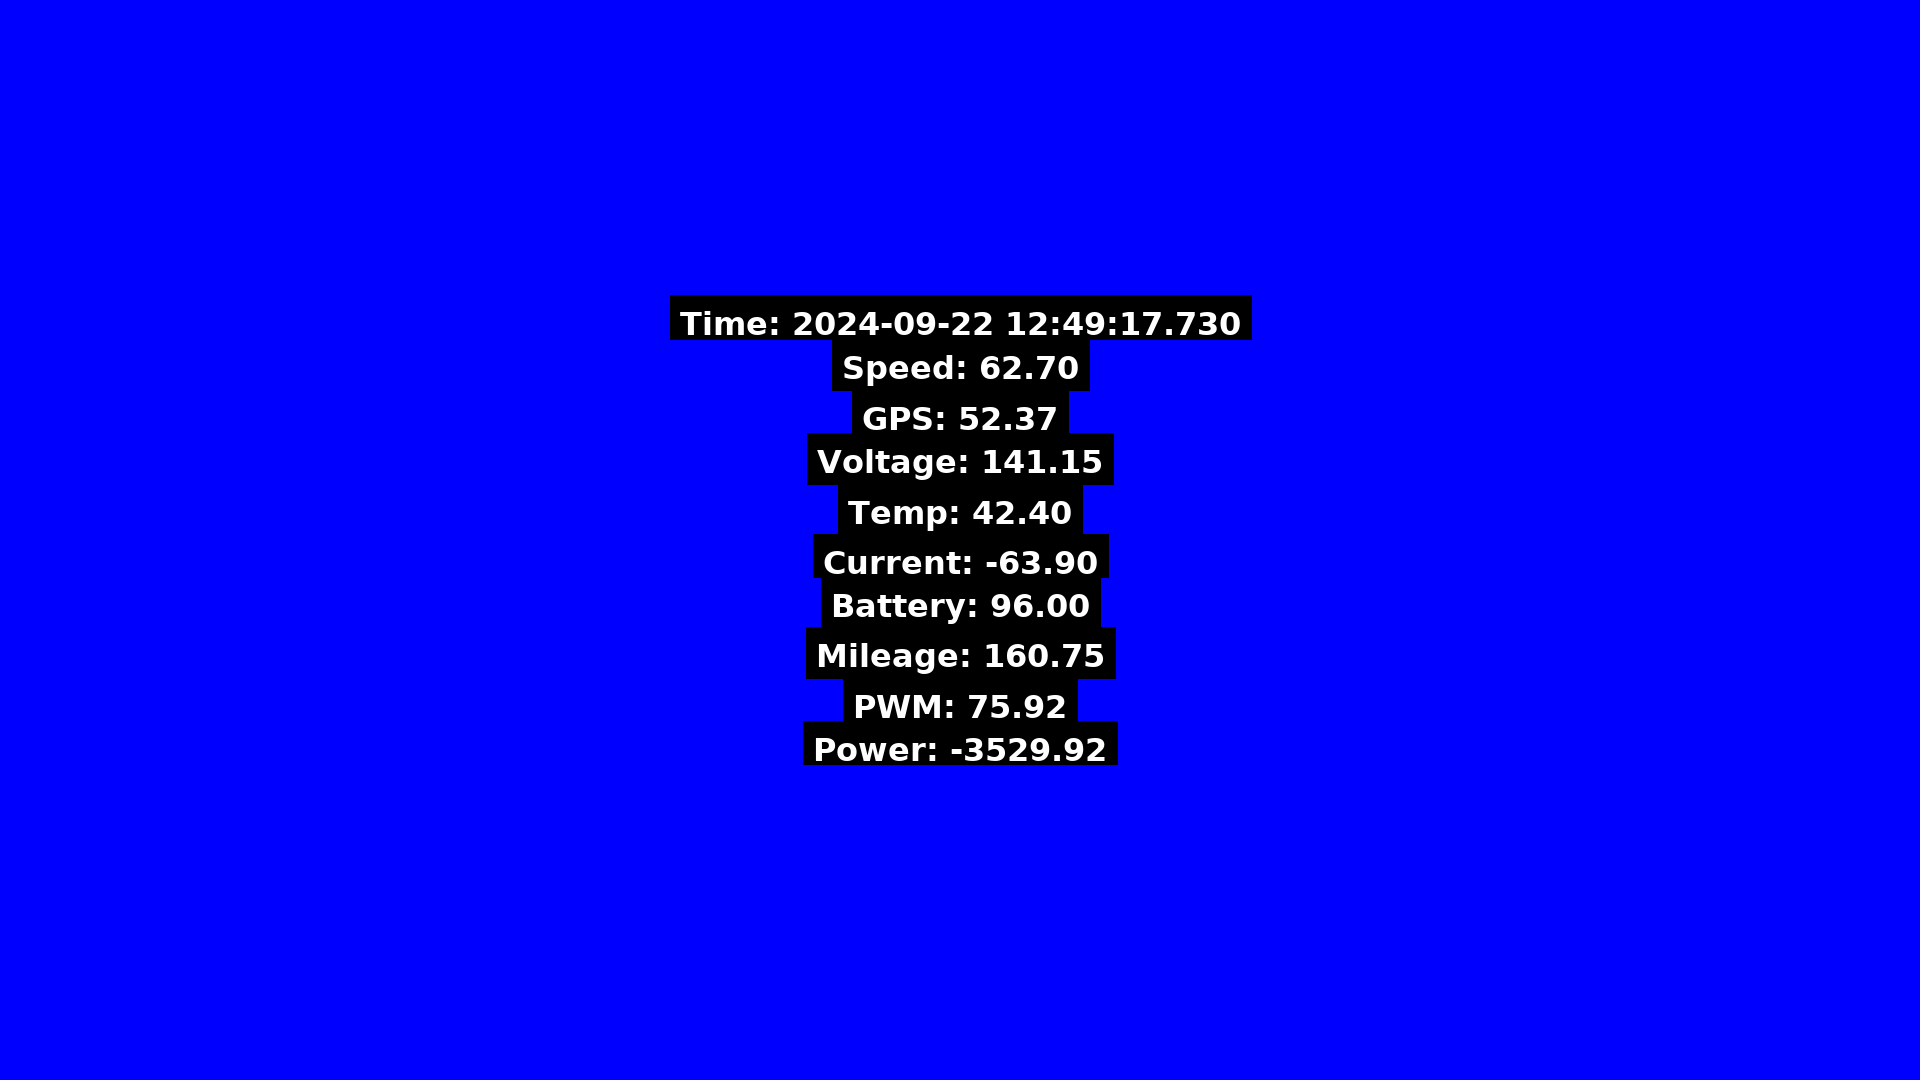 Time: 2024-09-22 12:49:17.730
Speed: 62.70
GPS: 52.37
Voltage: 141.15
Temp: 42.40
Current: -63.90
Battery: 96.00
Mileage: 160.75
PWM: 75.92
Power: -3529.92